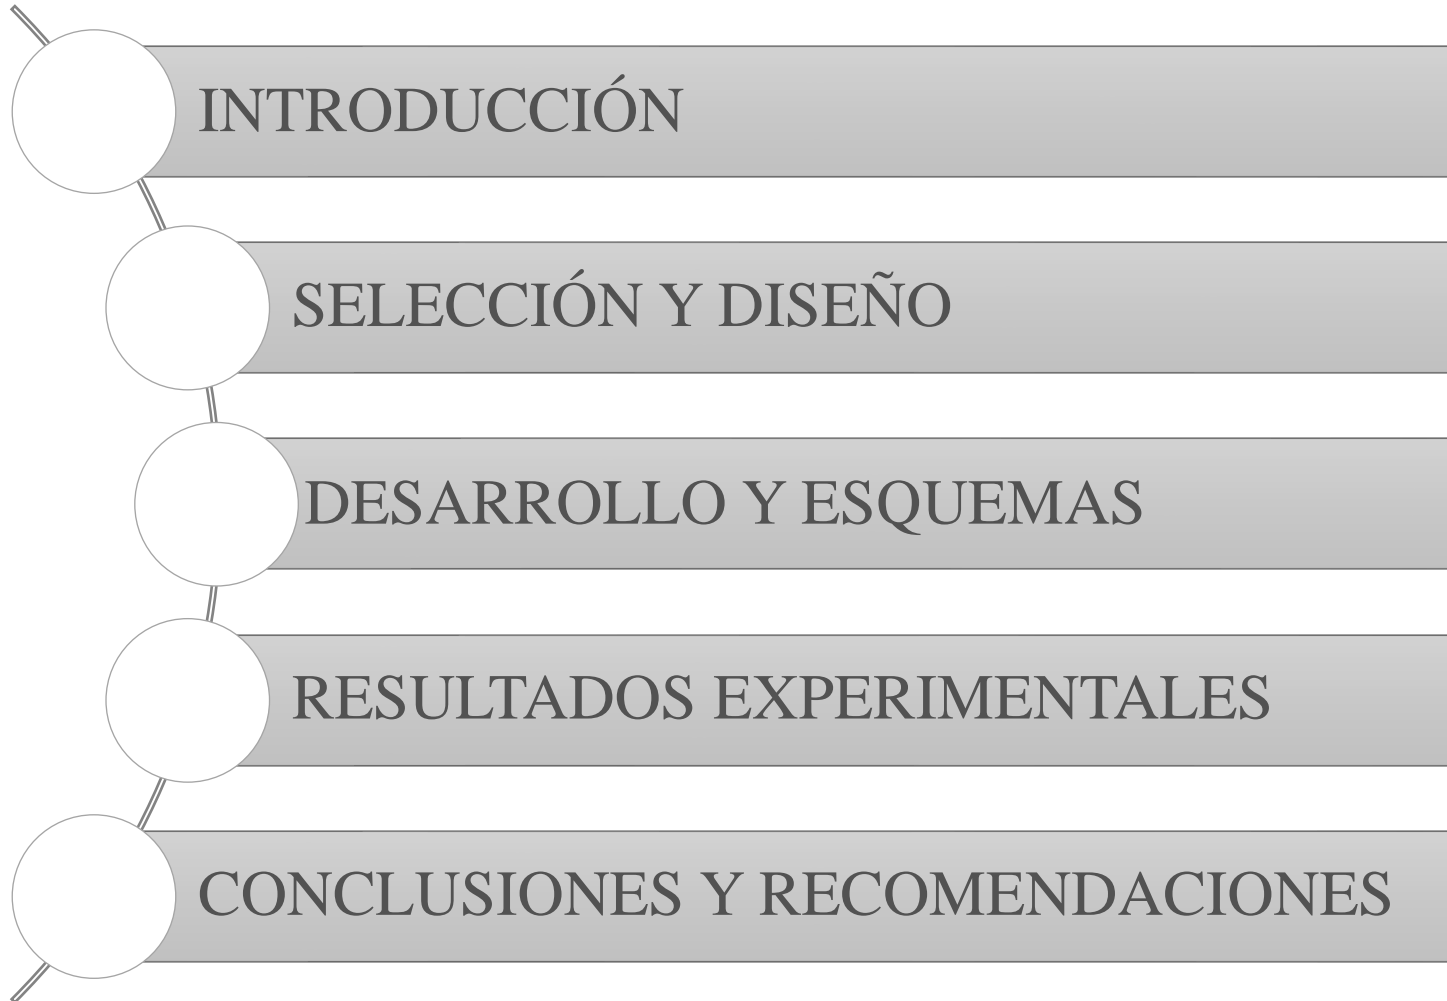 INTRODUCCIÓN
SELECCIÓN Y DISEÑO
DESARROLLO Y ESQUEMAS
RESULTADOS EXPERIMENTALES
CONCLUSIONES Y RECOMENDACIONES